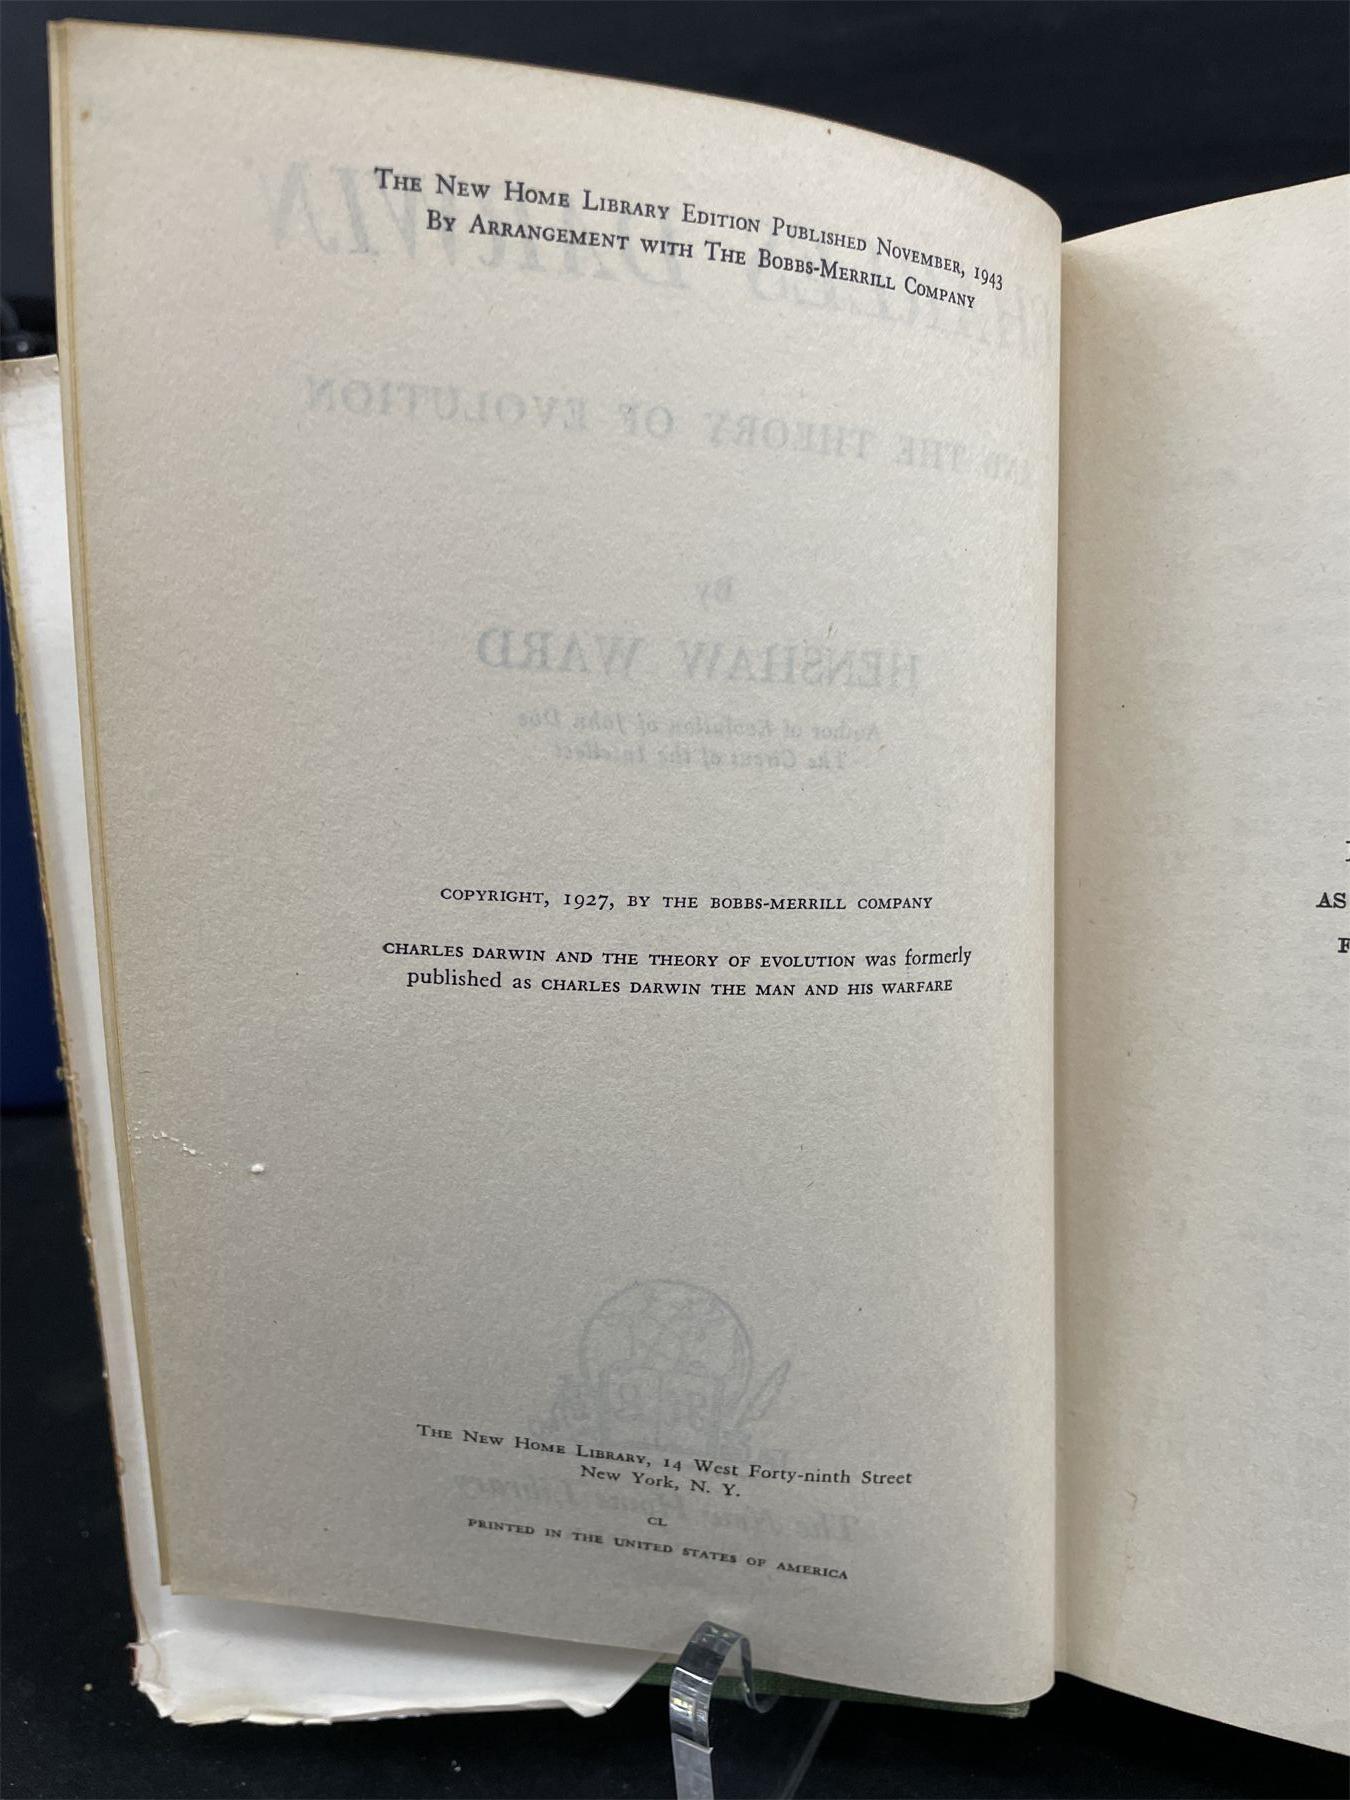 The New Home Library Edition Published November, 1943
By Arrangement with The Bobbs-Merrill Company
COPYRIGHT, 1927, BY THE BOBBS-MERRILL COMPANY
CHARLES DARWIN AND THE THEORY OF EVOLUTION was formerly
published as CHARLES DARWIN THE MAN AND HIS WARFARE
The New Home Library, 14 West Forty-ninth Street
New York, N. Y.
CL
PRINTED IN THE UNITED STATES OF AMERICA
AS